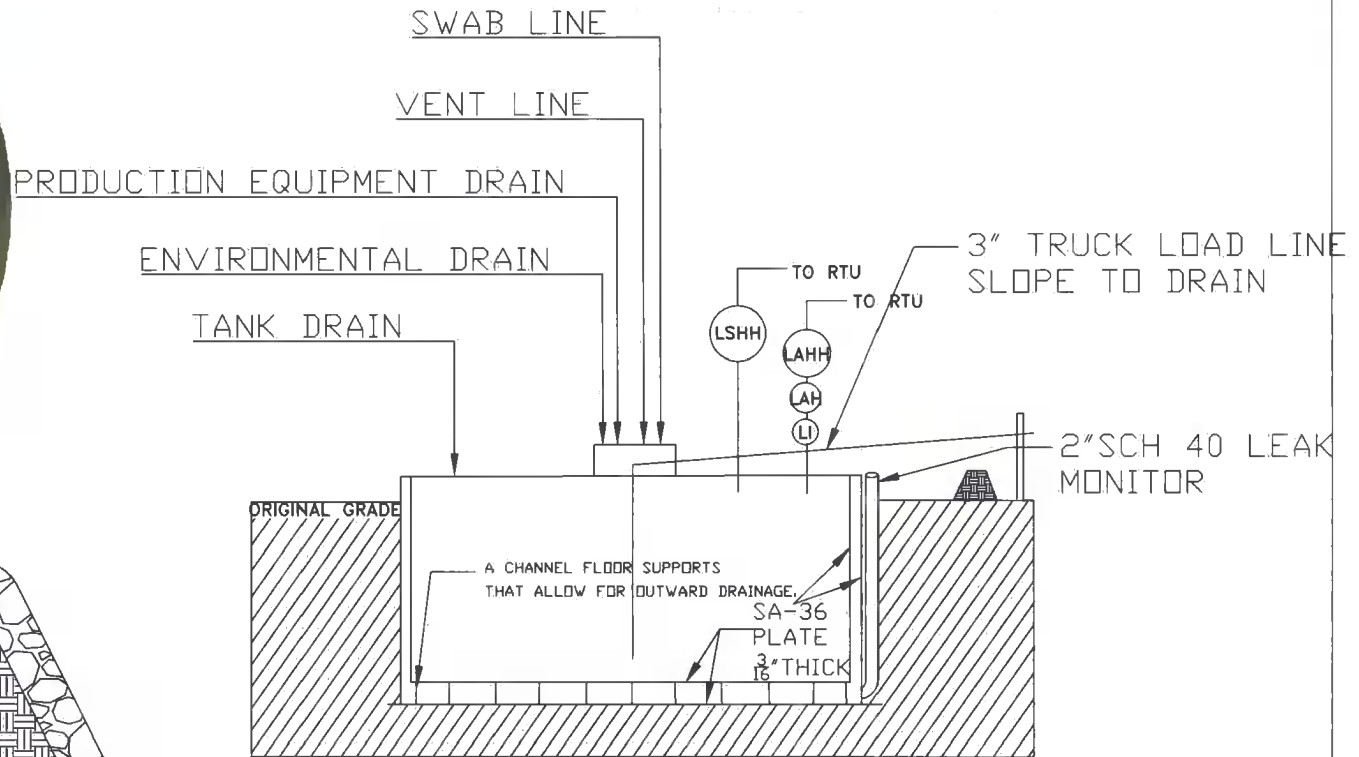 SWAB LINE
VENT LINE
PRODUCTION EQUIPMENT DRAIN
ENVIRONMENTAL DRAIN
TANK DRAIN
TO RTU
TO RTU
LSHH
LAHH
LAH
LI
3" TRUCK LOAD LINE
SLOPE TO DRAIN
2"SCH 40 LEAK
MONITOR
ORIGINAL GRADE
A CHANNEL FLOOR SUPPORTS
THAT ALLOW FOR OUTWARD DRAINAGE.
SA-36
PLATE
3/16" THICK